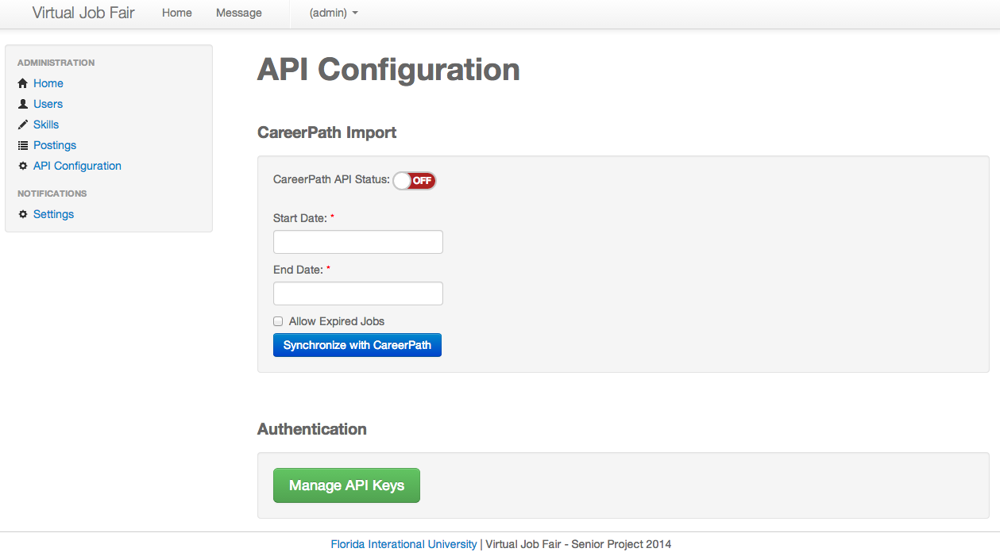 Virtual Job Fair Home Message (admin)
ADMINISTRATION
Home
Users
Skills
Postings
API Configuration
NOTIFICATIONS
Settings
API Configuration
CareerPath Import
CareerPath API Status: OFF
Start Date: *
End Date: *
Allow Expired Jobs
Synchronize with CareerPath
Authentication
Manage API Keys
Florida Interational University | Virtual Job Fair - Senior Project 2014